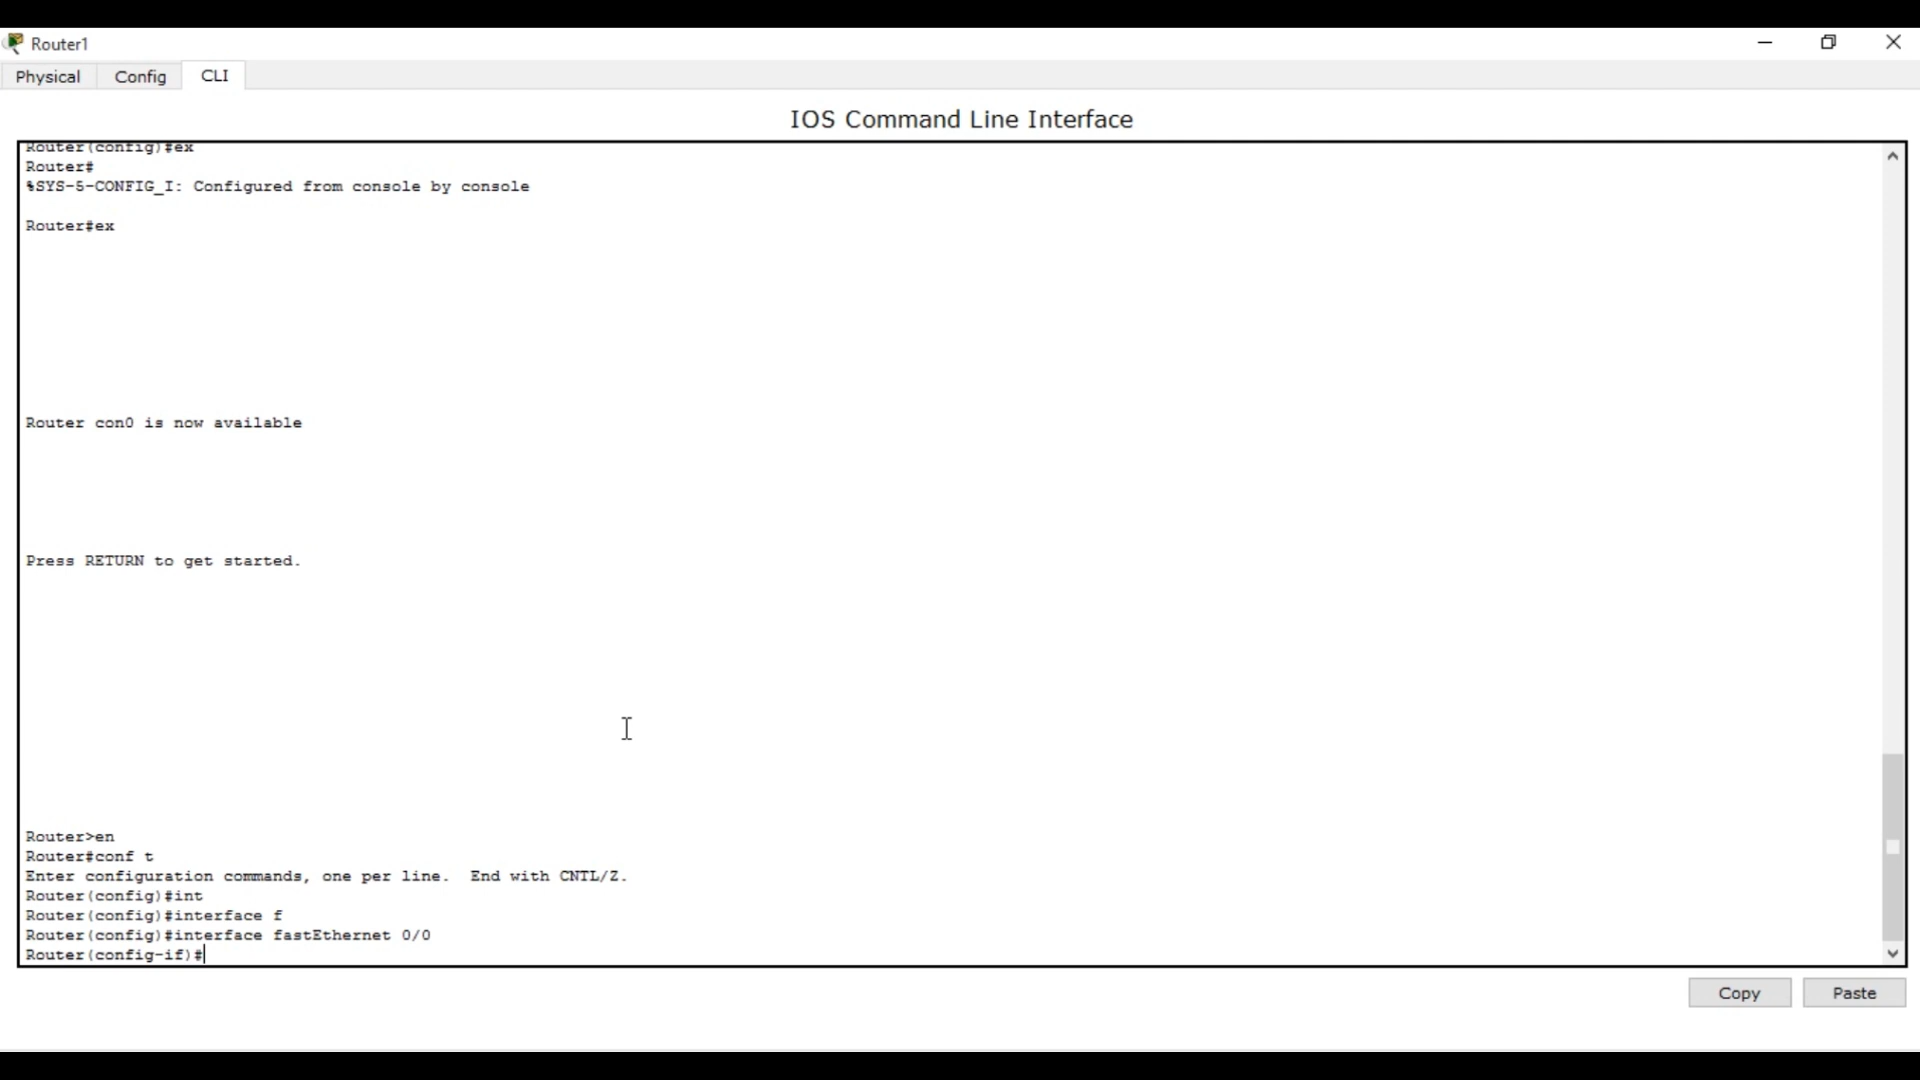 Router1
Physical Config CLI
IOS Command Line Interface
Router(config)#ex
Router#
%SYS-5-CONFIG_I: Configured from console by console
Router#ex
Router con0 is now available
Press RETURN to get started.
Router>en
Router#conf t
Enter configuration commands, one per line.  End with CNTL/Z.
Router(config)#int
Router(config)#interface f
Router(config)#interface fastEthernet 0/0
Router(config-if)#
Copy Paste